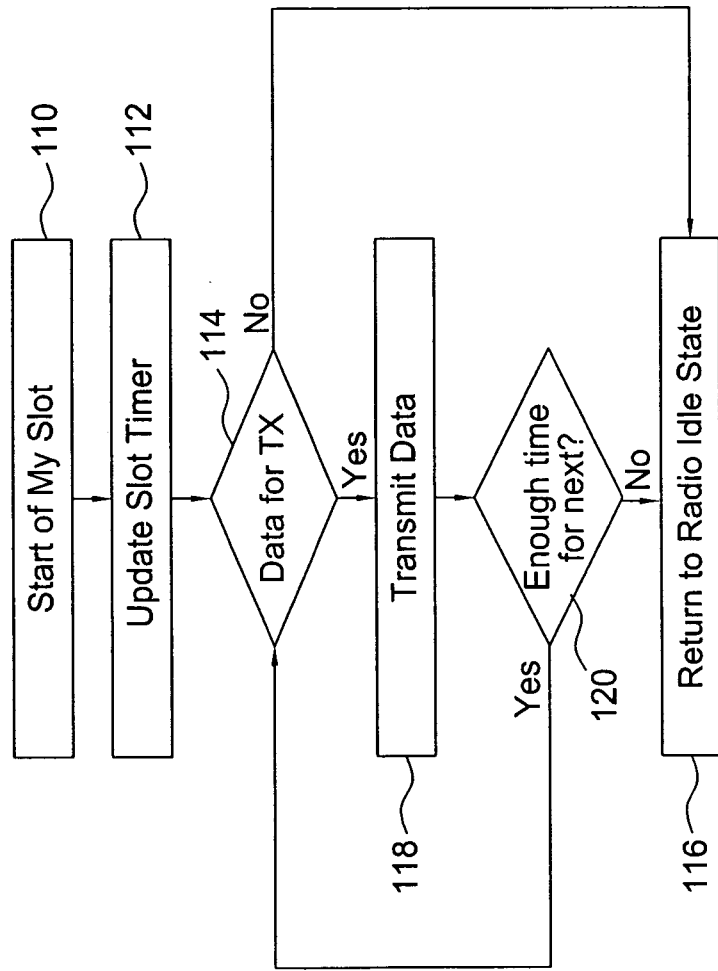 Start of My Slot
110
Update Slot Timer
112
Data for TX
114
No
Yes
Transmit Data
118
Enough time
for next?
Yes
120
No
Return to Radio Idle State
116